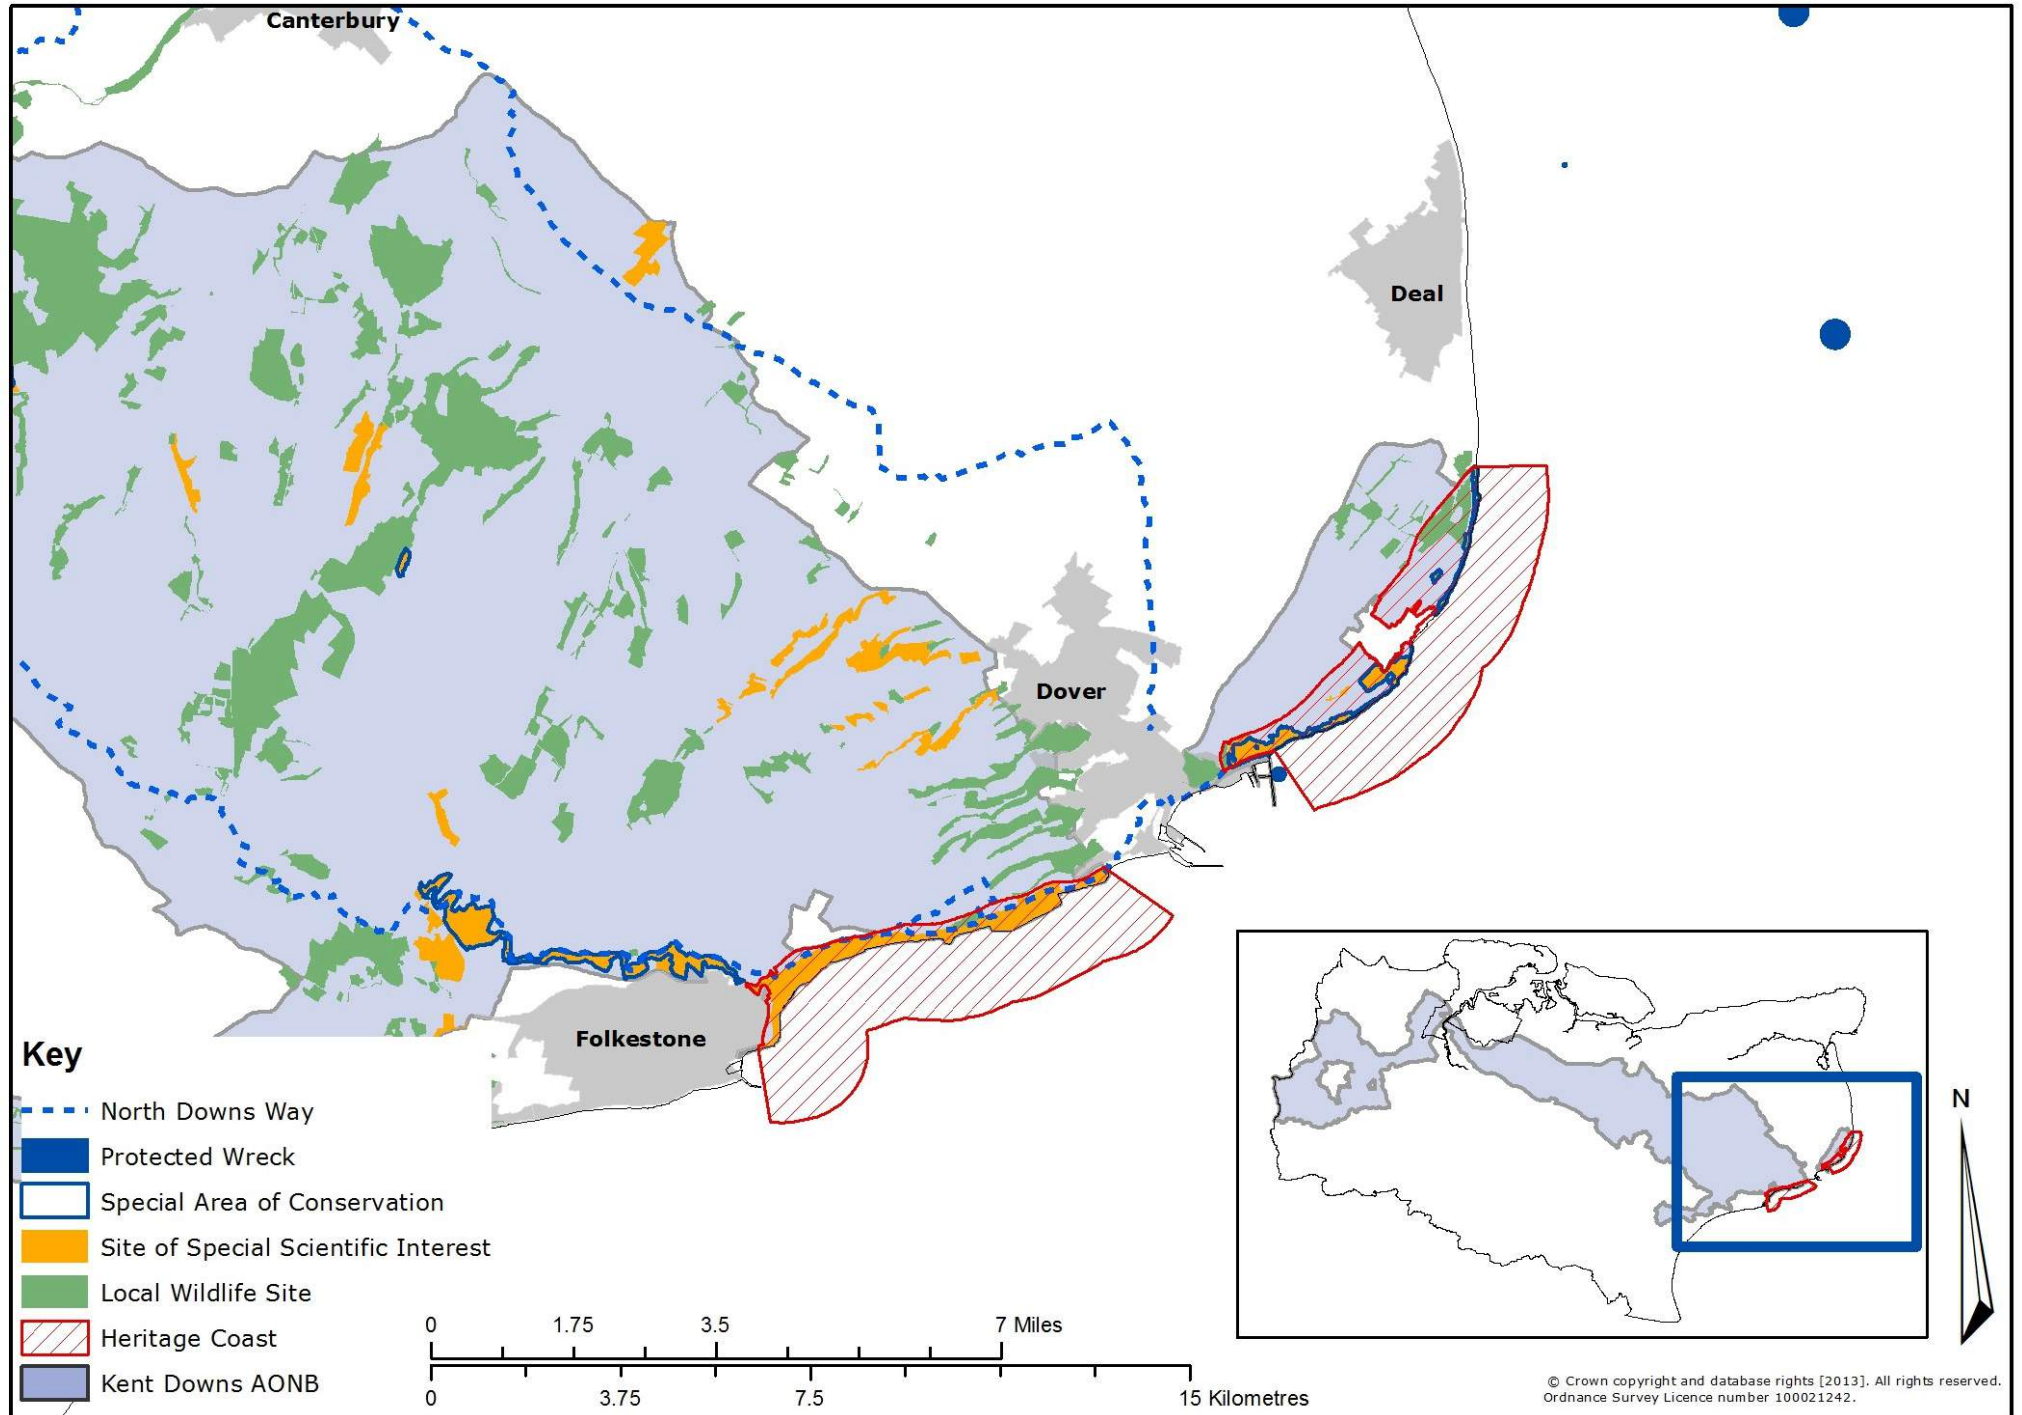 Canterbury
Deal
Dover
Folkestone
Key
North Downs Way
Protected Wreck
Special Area of Conservation
Site of Special Scientific Interest
Local Wildlife Site
Heritage Coast
Kent Downs AONB
0 1.75 3.5 7 Miles
0 3.75 7.5 15 Kilometres
N
© Crown copyright and database rights [2013]. All rights reserved.
Ordnance Survey Licence number 100021242.